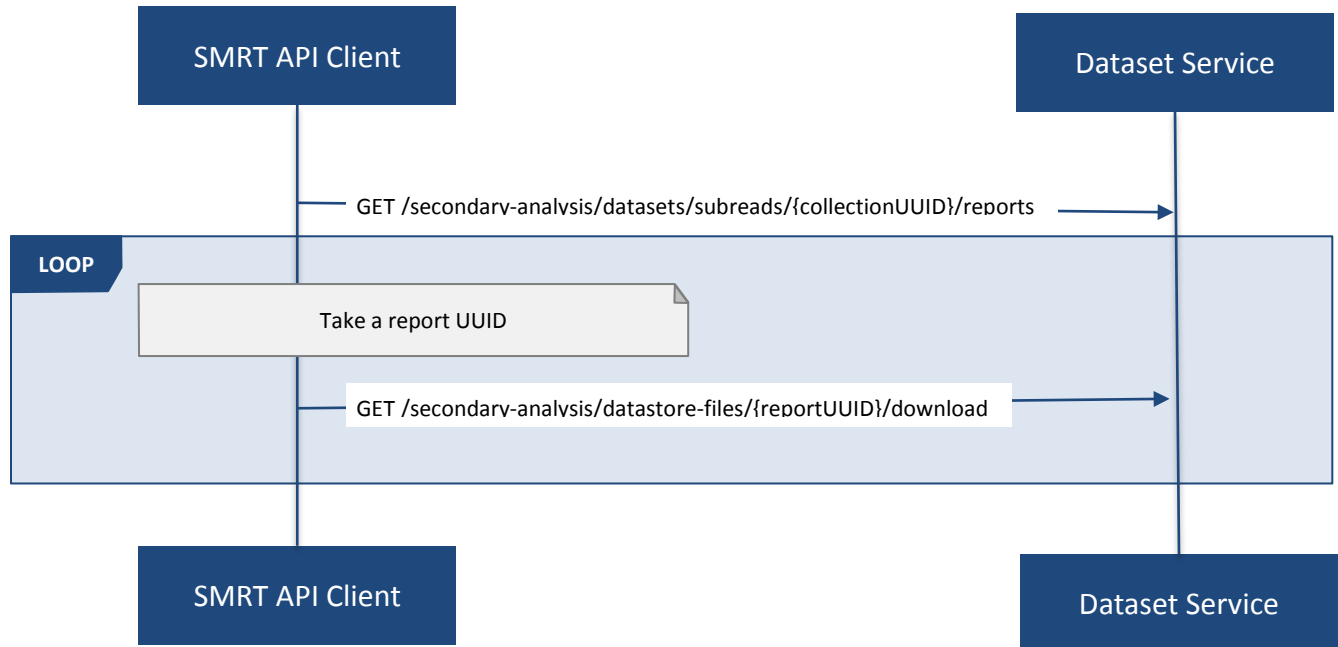 SMRT API Client
Dataset Service
GET /secondary-analysis/datasets/subreads/{collectionUUID}/reports
LOOP
Take a report UUID
GET /secondary-analysis/datastore-files/{reportUUID}/download
SMRT API Client
Dataset Service